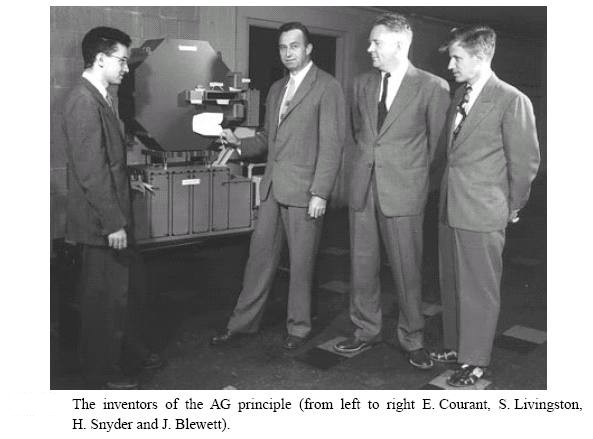 The inventors of the AG principle (from left to right E. Courant, S. Livingston,
H. Snyder and J. Blewett).